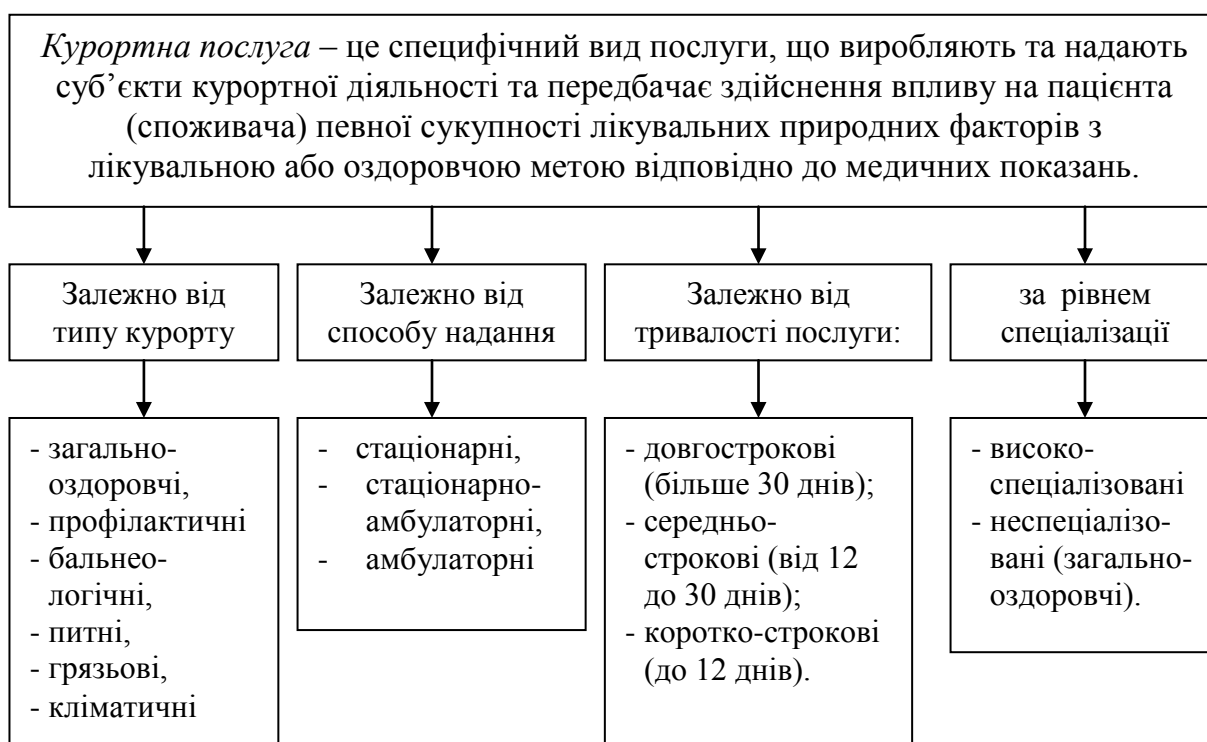 Курортна послуга – це специфічний вид послуги, що виробляють та надають
суб’єкти курортної діяльності та передбачає здійснення впливу на пацієнта
(споживача) певної сукупності лікувальних природних факторів з
лікувальною або оздоровчою метою відповідно до медичних показань.
Залежно від
типу курорту
Залежно від
способу надання
Залежно від
тривалості послуги:
за рівнем
спеціалізації
- загально-
оздоровчі,
- профілактичні
- бальнео-
логічні,
- питні,
- грязьові,
- кліматичні
- стаціонарні,
- стаціонарно-
амбулаторні,
- амбулаторні
- довгострокові
(більше 30 днів);
- середньо-
строкові (від 12
до 30 днів);
- коротко-строкові
(до 12 днів).
- високо-
спеціалізовані
- неспеціалізо-
вані (загально-
оздоровчі).